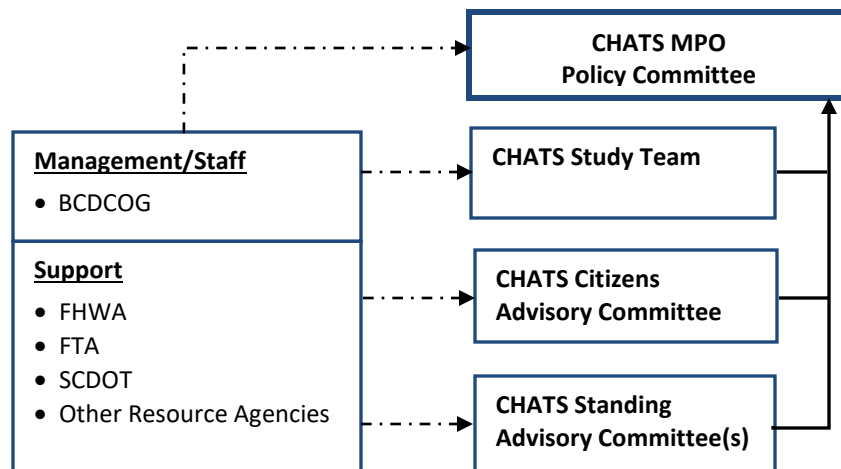 CHATS MPO
Policy Committee
Management/Staff
• BCDCOG
Support
• FHWA
• FTA
• SCDOT
• Other Resource Agencies
CHATS Study Team
CHATS Citizens
Advisory Committee
CHATS Standing
Advisory Committee(s)